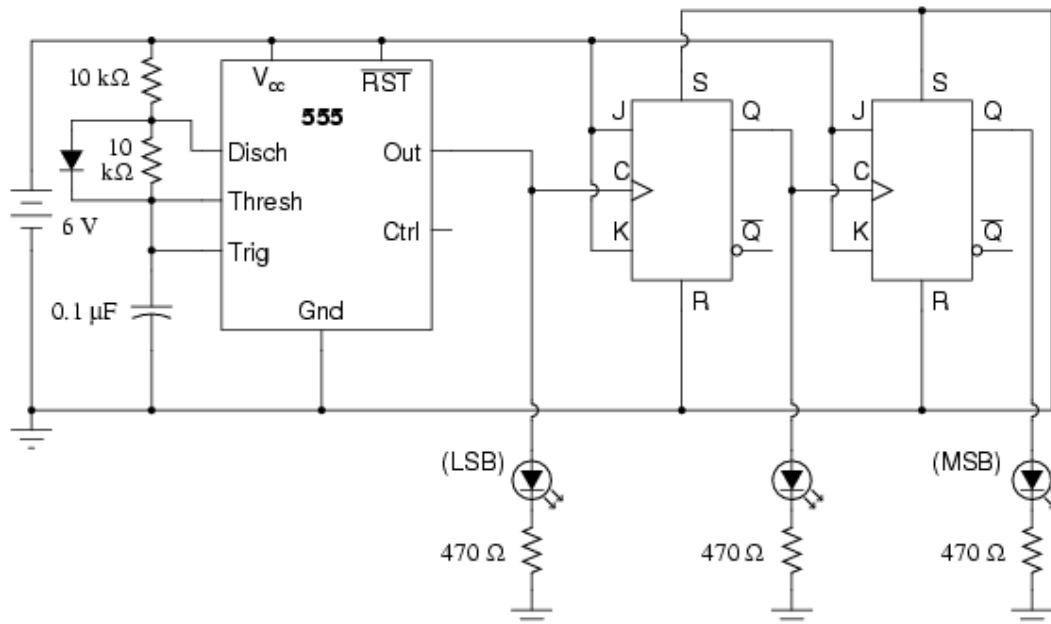 10 kΩ
V_cc
RST
555
S
S
10
kΩ
Disch
Out
J
Q
J
Q
C
C
Thresh
6 V
Ctrl
K
Q
K
Q
Trig
0.1 µF
Gnd
R
R
(LSB)
(MSB)
470 Ω
470 Ω
470 Ω